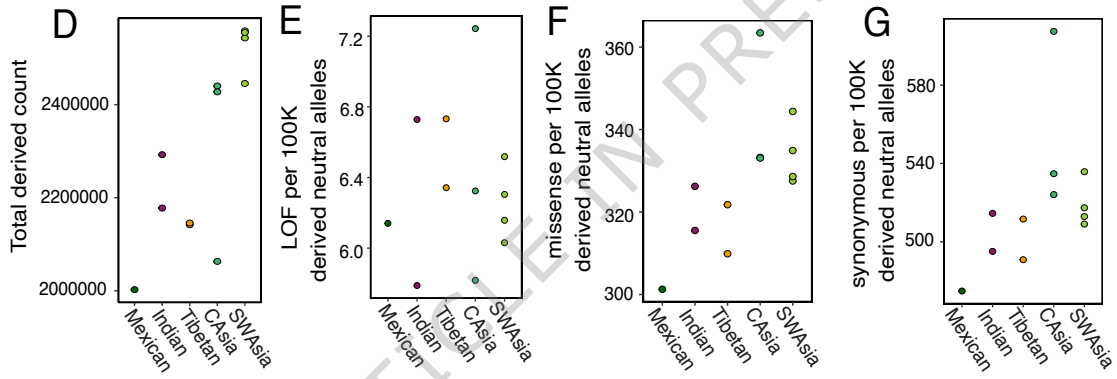 D
Total derived count
2400000
2200000
2000000
Mexican
Indian
Tibetan
CAsia
SWAsia
E
LOF per 100K
derived neutral alleles
7.2
6.8
6.4
6.0
Mexican
Indian
Tibetan
CAsia
SWAsia
F
missense per 100K
derived neutral alleles
360
340
320
300
Mexican
Indian
Tibetan
CAsia
SWAsia
G
synonymous per 100K
derived neutral alleles
580
540
500
Mexican
Indian
Tibetan
CAsia
SWAsia
ICLE IN PRE